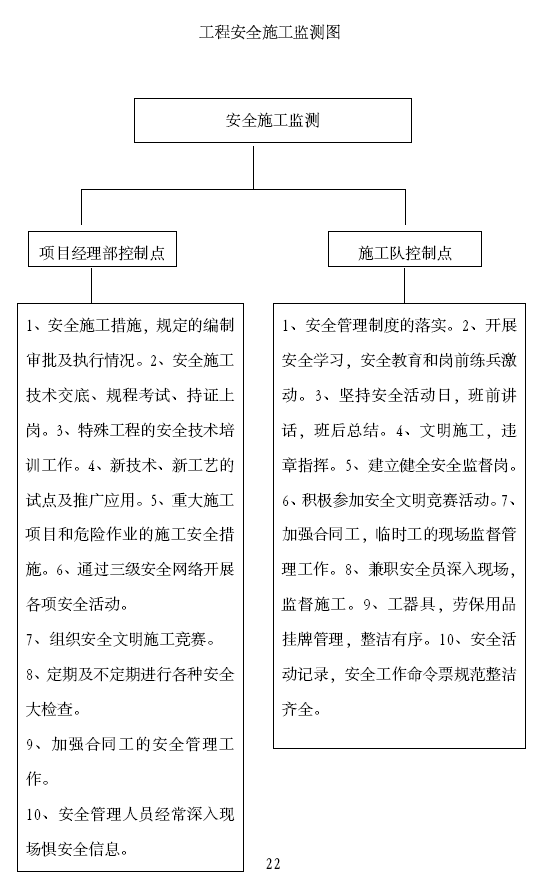 工程安全施工监测图
安全施工监测
项目经理部控制点
施工队控制点
1、安全施工措施，规定的编制
审批及执行情况。2、安全施工
技术交底、规程考试、持证上
岗。3、特殊工程的安全技术培
训工作。4、新技术、新工艺的
试点及推广应用。5、重大施工
项目和危险作业的施工安全措
施。6、通过三级安全网络开展
各项安全活动。
7、组织安全文明施工竞赛。
8、定期及不定期进行各种安全
大检查。
9、加强合同工的安全管理工
作。
10、安全管理人员经常深入现
场惧安全信息。
1、安全管理制度的落实。2、开展
安全学习，安全教育和岗前练兵激
动。3、坚持安全活动日，班前讲
话，班后总结。4、文明施工，违
章指挥。5、建立健全安全监督岗。
6、积极参加安全文明竞赛活动。7、
加强合同工，临时工的现场监督管
理工作。8、兼职安全员深入现场，
监督施工。9、工器具，劳保用品
挂牌管理，整洁有序。10、安全活
动记录，安全工作命令票规范整洁
齐全。
22